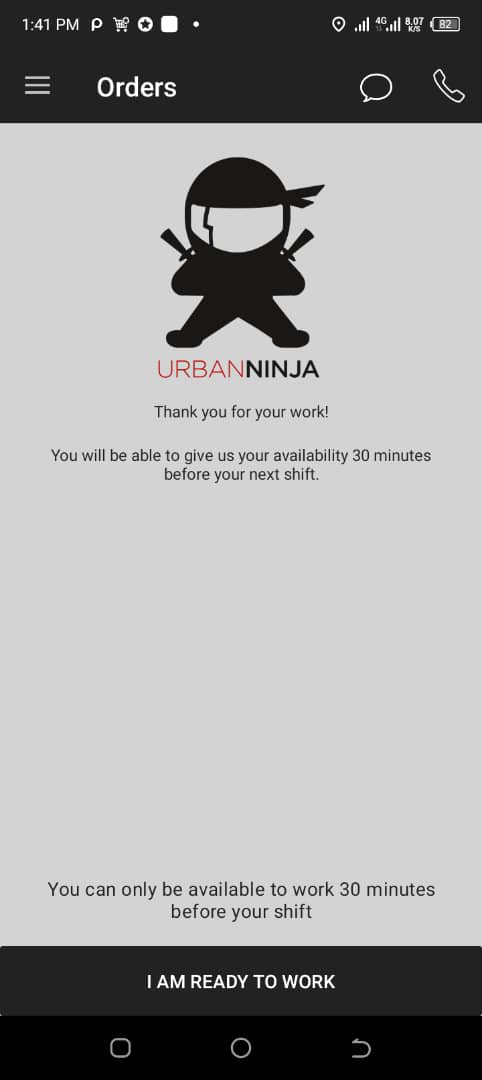 1:41 PM
4G 8.07 K/S 82
Orders
URBANNINJA
Thank you for your work!
You will be able to give us your availability 30 minutes
before your next shift.
You can only be available to work 30 minutes
before your shift
I AM READY TO WORK